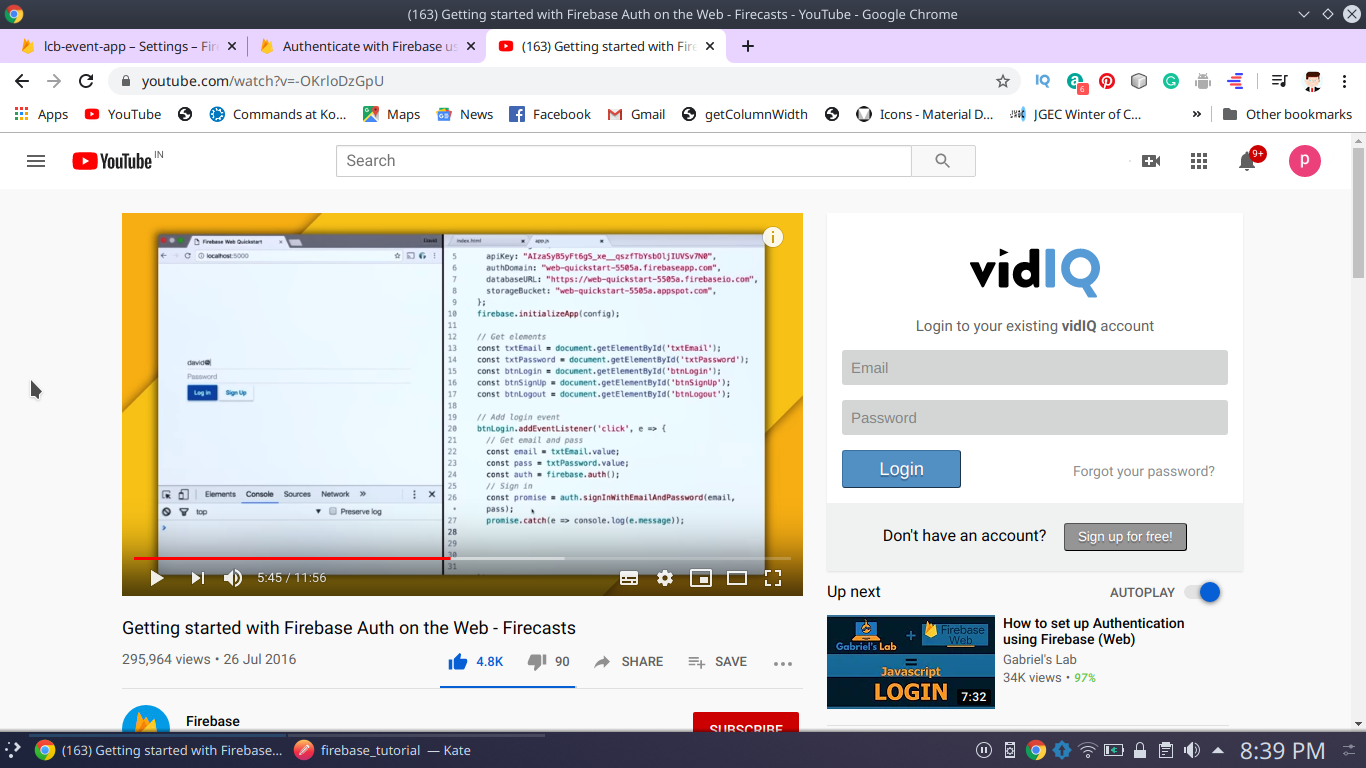 (163) Getting started with Firebase Auth on the Web - Firecasts - YouTube - Google Chrome
lcb-event-app – Settings – Fir
Authenticate with Firebase us
(163) Getting started with Fire
youtube.com/watch?v=-OKrloDzGpU
IQ
6
Apps
YouTube
Commands at Ko...
Maps
News
Facebook
Gmail
getColumnWidth
Icons - Material D...
JGEC Winter of C...
»
Other bookmarks
YouTube IN
Search
9+
p
Firebase Web Quickstart
David
localhost:5000
david@
Password
Log in
Sign Up
Elements Console Sources Network »
top
Preserve log
index.html
app.js
5 apiKey: "AIzaSyB5yFt6gS_xe__qszfTbYsbOljIUVSv7N0",
6 authDomain: "web-quickstart-5505a.firebaseapp.com",
7 databaseURL: "https://web-quickstart-5505a.firebaseio.com",
8 storageBucket: "web-quickstart-5505a.appspot.com",
9 };
10 firebase.initializeApp(config);
11
12 // Get elements
13 const txtEmail = document.getElementById('txtEmail');
14 const txtPassword = document.getElementById('txtPassword');
15 const btnLogin = document.getElementById('btnLogin');
16 const btnSignUp = document.getElementById('btnSignUp');
17 const btnLogout = document.getElementById('btnLogout');
18
19 // Add login event
20 btnLogin.addEventListener('click', e => {
21 // Get email and pass
22 const email = txtEmail.value;
23 const pass = txtPassword.value;
24 const auth = firebase.auth();
25 // Sign in
26 const promise = auth.signInWithEmailAndPassword(email,
pass);
27 promise.catch(e => console.log(e.message));
28
29
30
31
5:45 / 11:56
Getting started with Firebase Auth on the Web - Firecasts
295,964 views • 26 Jul 2016
4.8K
90
SHARE
SAVE
Firebase
SUBSCRIBE
vidIQ
Login to your existing vidIQ account
Email
Password
Login
Forgot your password?
Don't have an account?
Sign up for free!
Up next
AUTOPLAY
Gabriel's Lab
+
Firebase Web
=
Javascript
LOGIN
7:32
How to set up Authentication
using Firebase (Web)
Gabriel's Lab
34K views • 97%
(163) Getting started with Firebase...
firebase_tutorial — Kate
8:39 PM